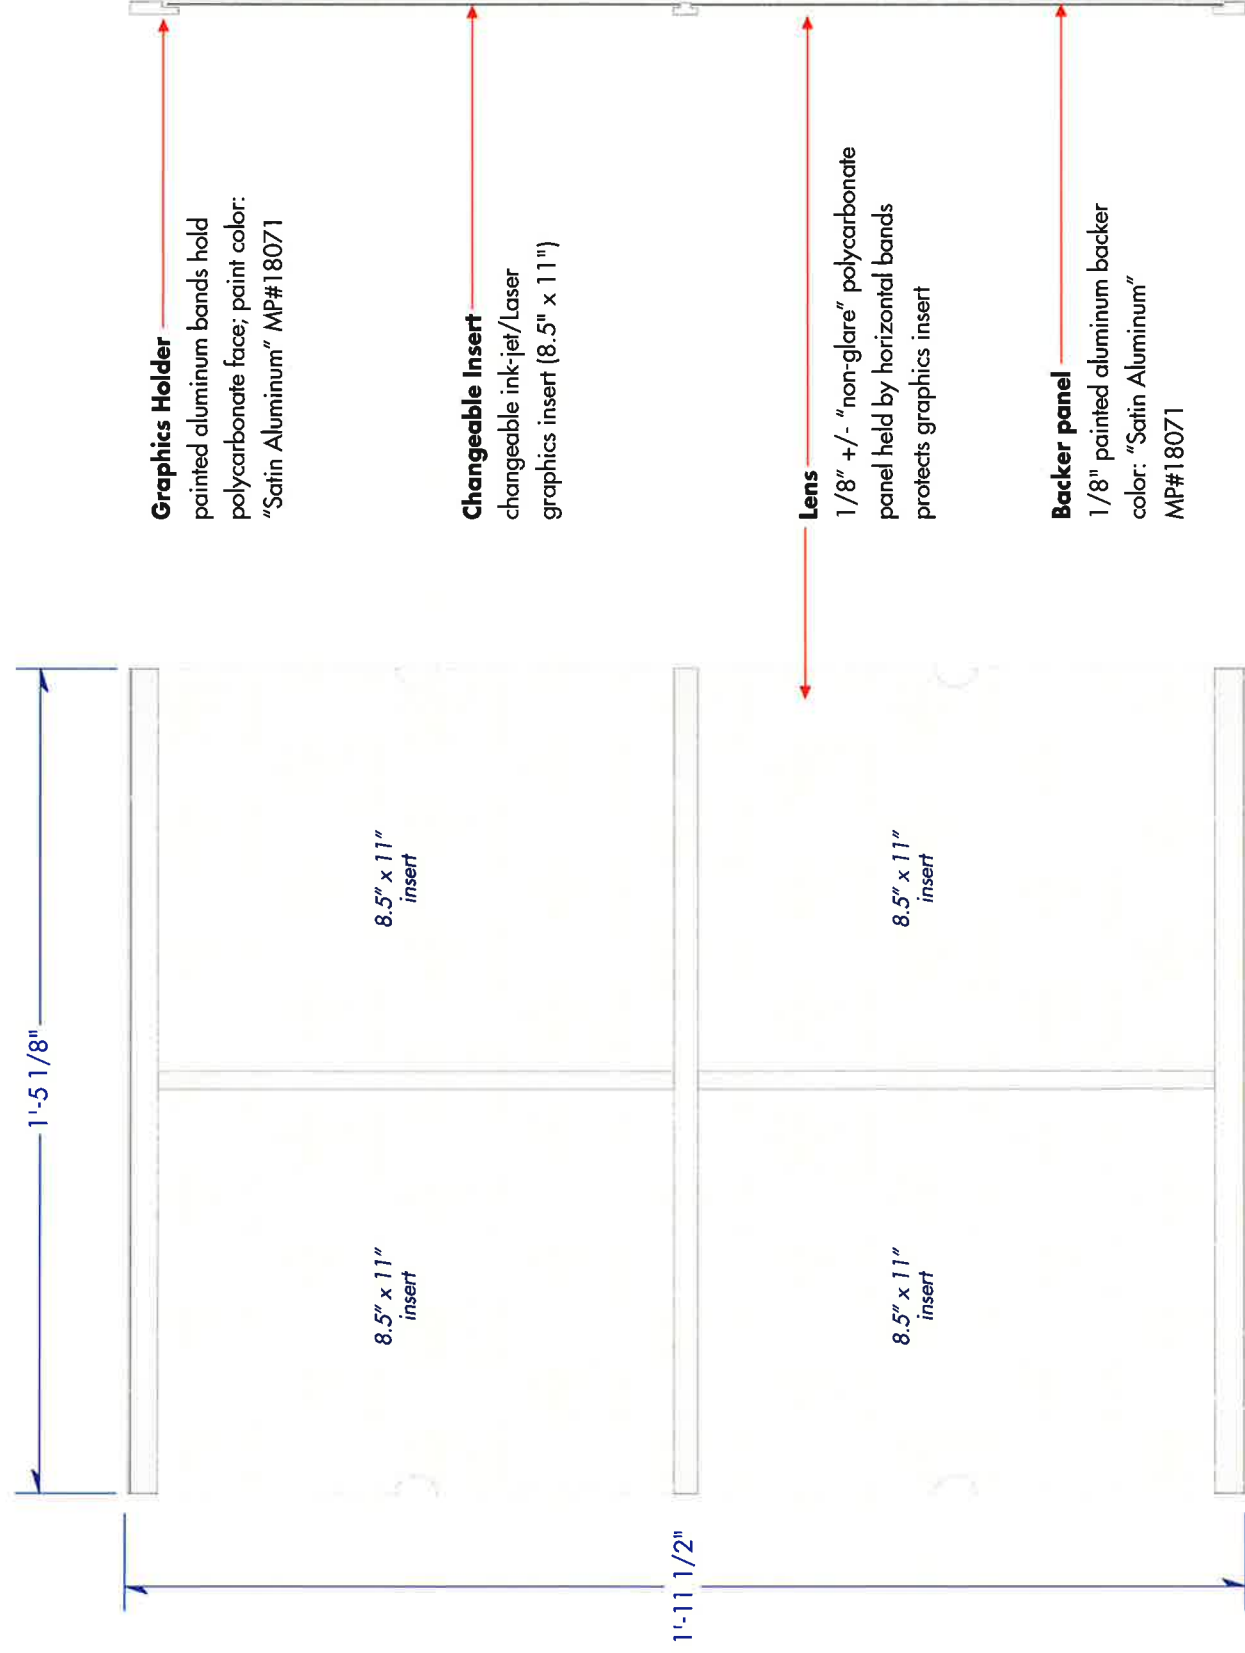 Graphics Holder
painted aluminum bands hold
polycarbonate face; paint color:
“Satin Aluminum” MP#18071
Changeable Insert
changeable ink-jet/Laser
graphics insert (8.5" x 11")
Lens
1/8” +/- “non-glare” polycarbonate
panel held by horizontal bands
protects graphics insert
Backer panel
1/8" painted aluminum backer
color: “Satin Aluminum”
MP#18071
1'-5 1/8"
8.5” x 11”
insert
8.5” x 11”
insert
8.5” x 11”
insert
8.5” x 11”
insert
1'-11 1/2"